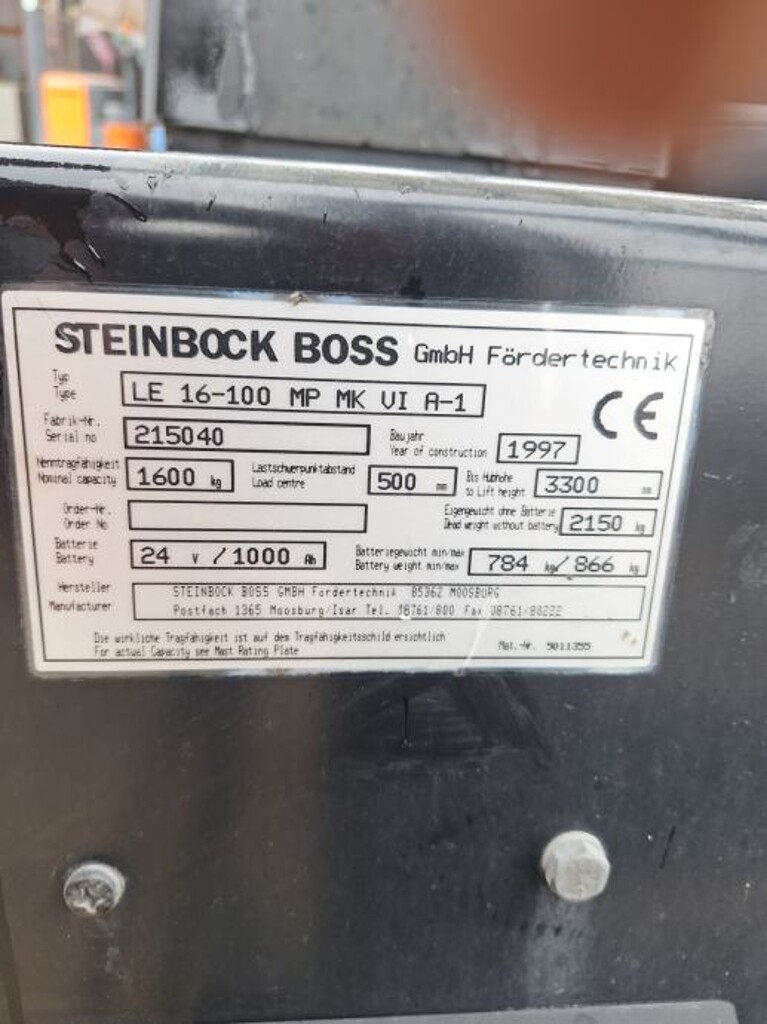 STEINBOCK BOSS GmbH Fördertechnik
Typ
Type
LE 16-100 MP MK VI A-1
CE
Fabrik-Nr.
Serial no
215040
Baujahr
Year of construction
1997
Nenntragfähigkeit
Nominal capacity
1600 kg
Lastschwerpunktabstand
Load centre
500 mm
Bis Hubhöhe
to Lift height
3300 mm
Order-Nr.
Order No
Eigengewicht ohne Batterie
Dead weight without battery
2150 kg
Batterie
Battery
24 V / 1000 Ah
Batteriegewicht min/max
Battery weight min/max
784 kg/ 866 kg
Hersteller
Manufacturer
STEINBOCK BOSS GMBH Fördertechnik 85362 MOOSBURG
Postfach 1365 Moosburg/Isar Tel. 08761/800 Fax 08761/80222
Die wirkliche Tragfähigkeit ist auf dem Tragfähigkeitsschild ersichtlich
For actual Capacity see Mast Rating Plate
Mat.-Nr. 5011355